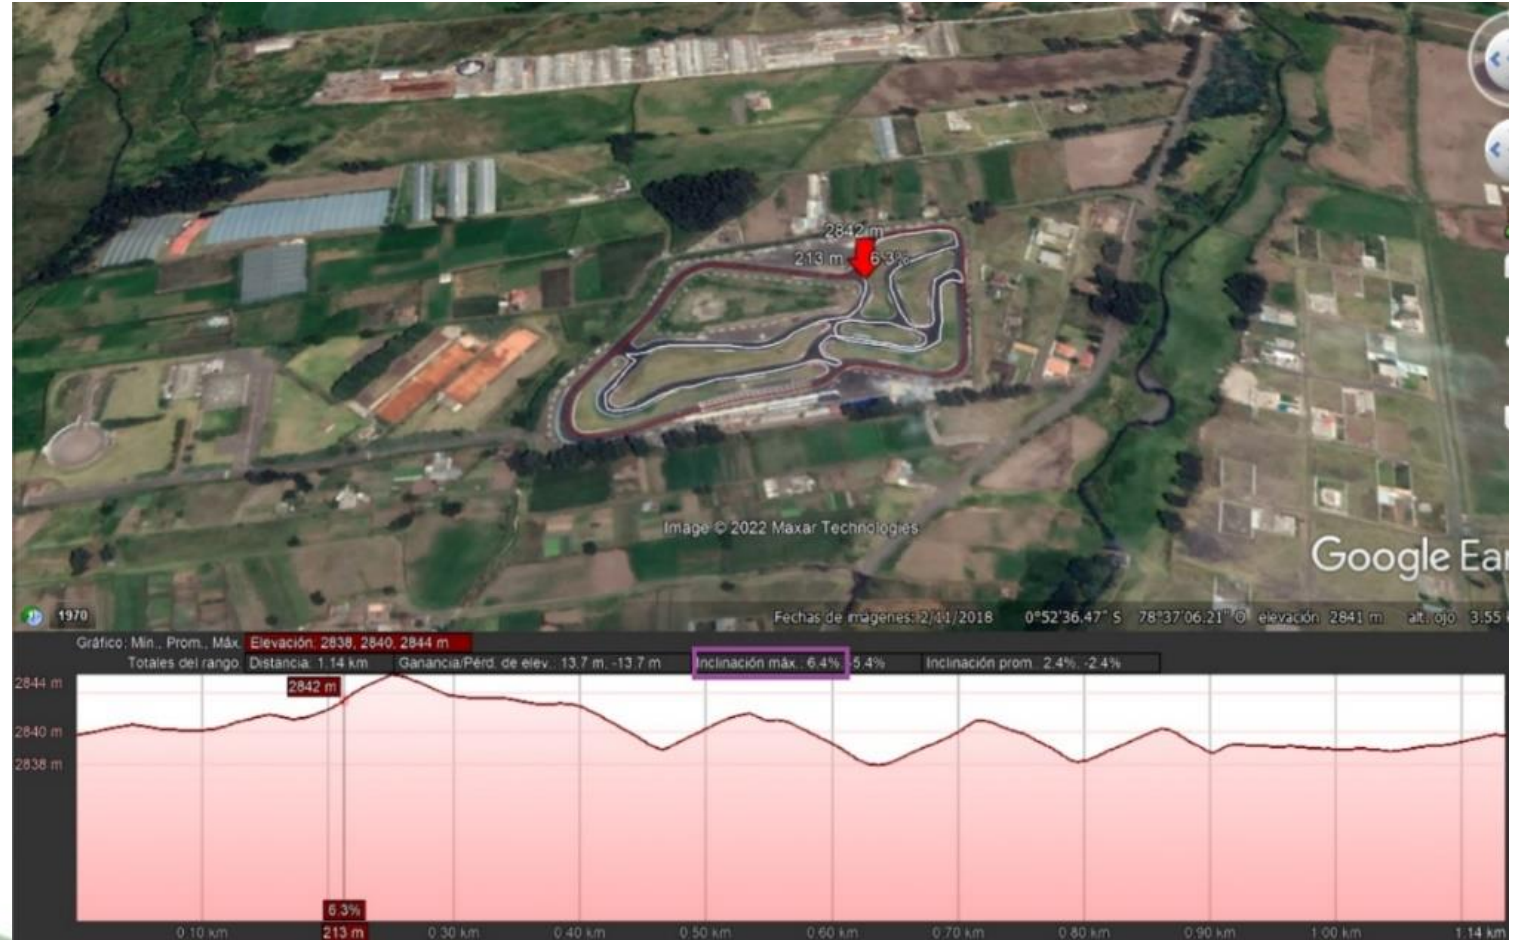 2842 m
213 m 6.3%
Image © 2022 Maxar Technologies
Google Ea
1970
Fechas de imágenes: 2/11/2018 0°52'36.47" S 78°37'06.21" O elevación 2841 m alt. ojo 3.55
Gráfico: Mín., Prom., Máx. Elevación: 2838, 2840, 2844 m
Totales del rango: Distancia: 1.14 km Ganancia/Pérd. de elev.: 13.7 m, -13.7 m Inclinación máx.: 6.4%, -5.4% Inclinación prom.: 2.4%, -2.4%
2844 m
2842 m
2840 m
2838 m
6.3%
0.10 km 213 m 0.30 km 0.40 km 0.50 km 0.60 km 0.70 km 0.80 km 0.90 km 1.00 km 1.14 km